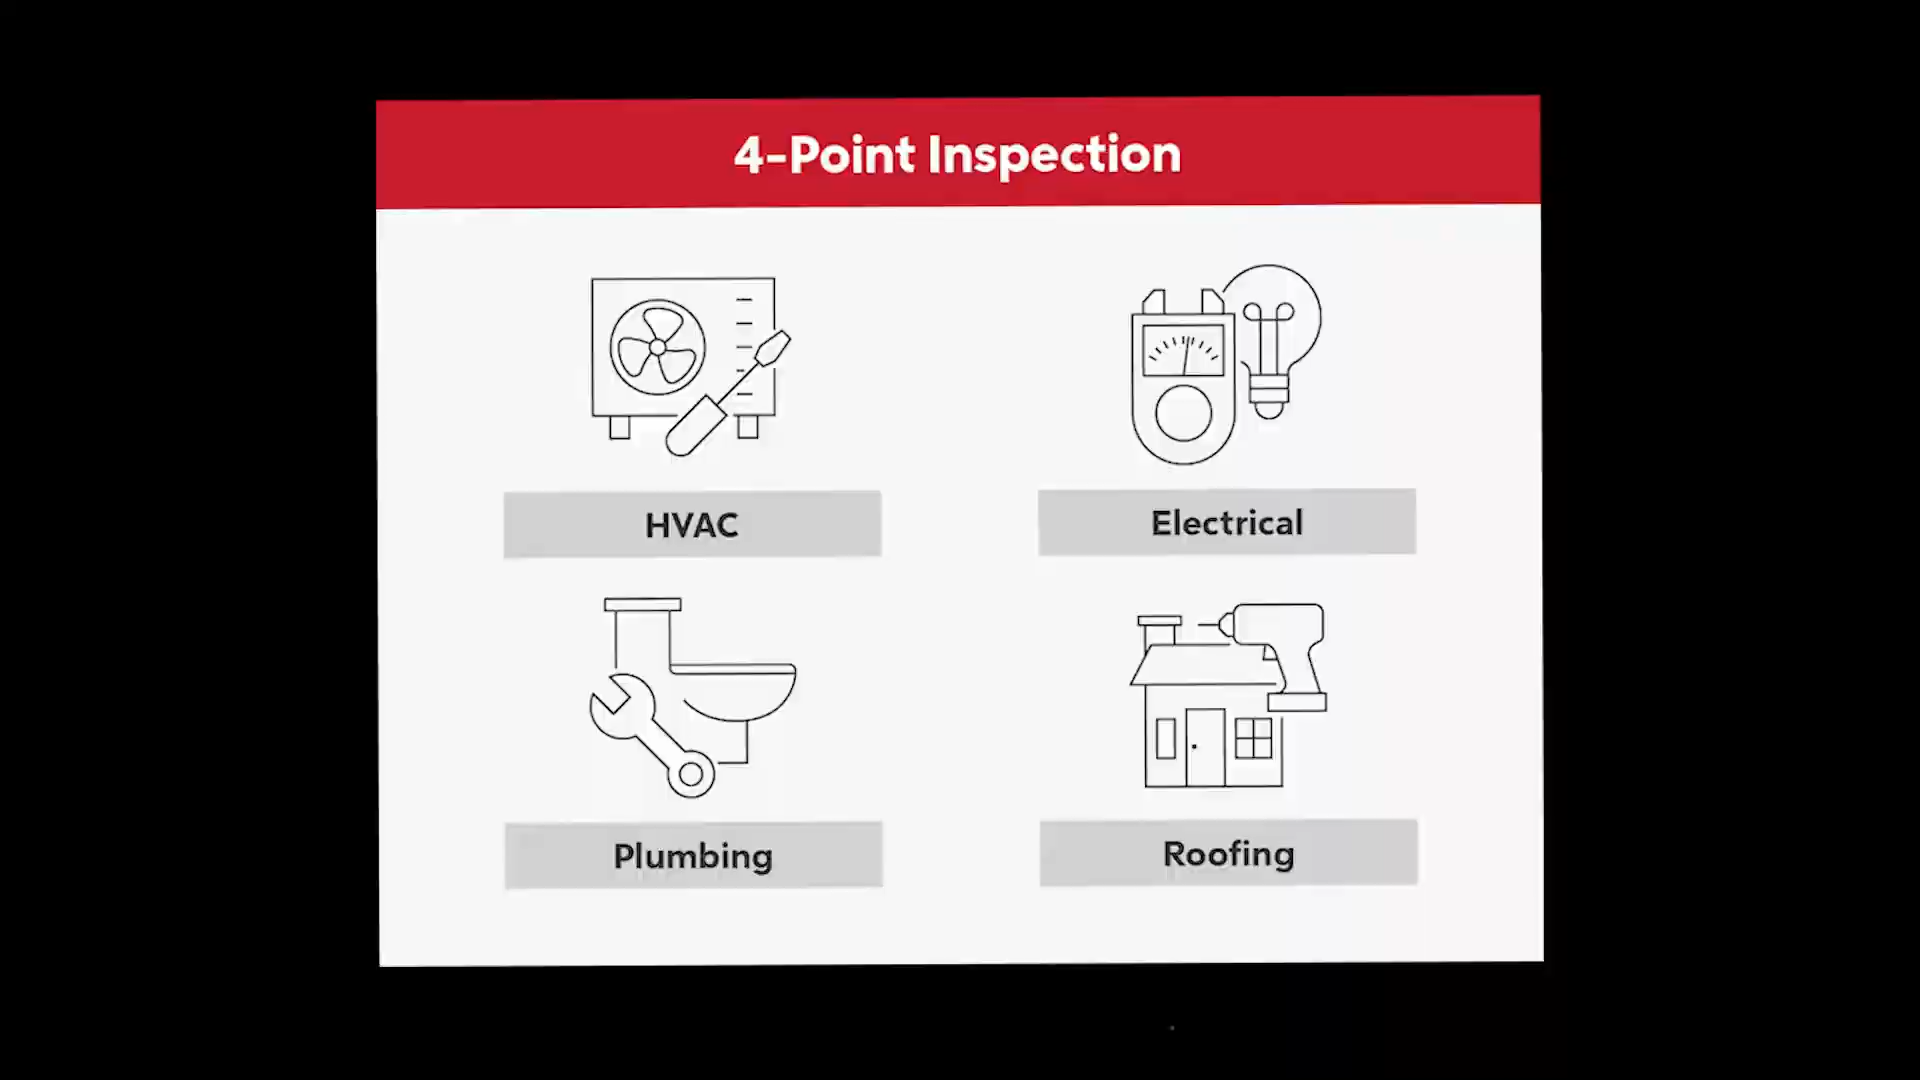 4-Point Inspection
HVAC
Electrical
Plumbing
Roofing